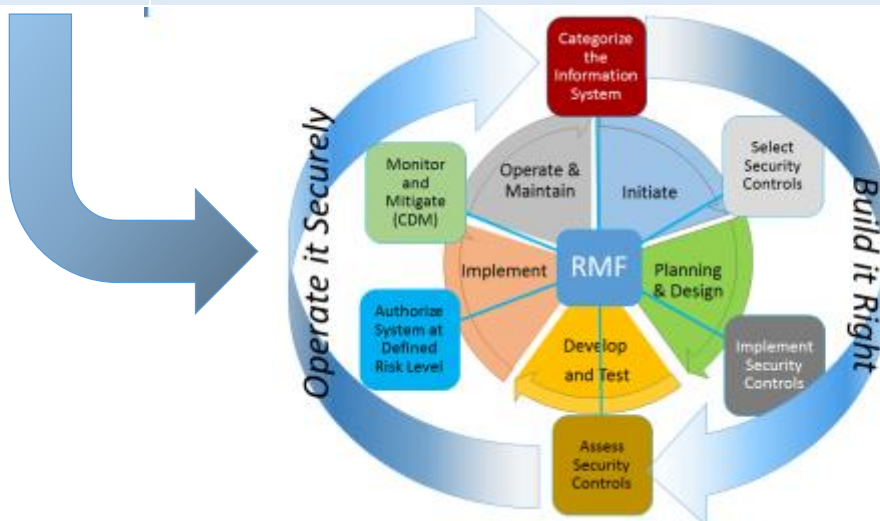 Categorize
the
Information
System
Select
Security
Controls
Build it Right
Implement
Security
Controls
Assess
Security
Controls
Authorize
System at
Defined
Risk Level
Monitor
and
Mitigate
(CDM)
Operate it Securely
Operate &
Maintain
Initiate
Planning
& Design
Develop
and Test
Implement
RMF